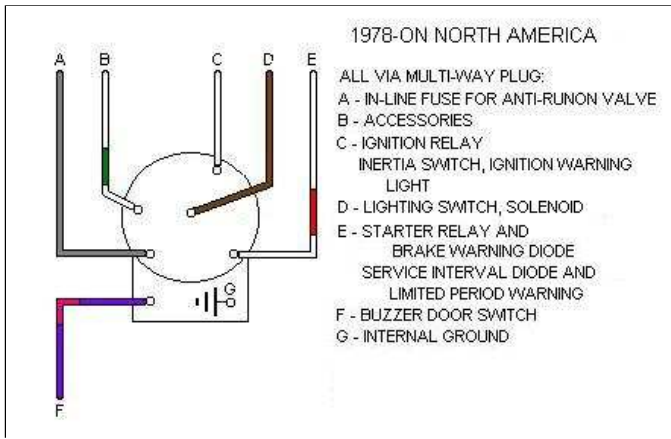 1978-ON NORTH AMERICA
A B C D E
ALL VIA MULTI-WAY PLUG:
A - IN-LINE FUSE FOR ANTI-RUNON VALVE
B - ACCESSORIES
C - IGNITION RELAY
INERTIA SWITCH, IGNITION WARNING
LIGHT
D - LIGHTING SWITCH, SOLENOID
E - STARTER RELAY AND
BRAKE WARNING DIODE
SERVICE INTERVAL DIODE AND
LIMITED PERIOD WARNING
F - BUZZER DOOR SWITCH
G - INTERNAL GROUND
G
F